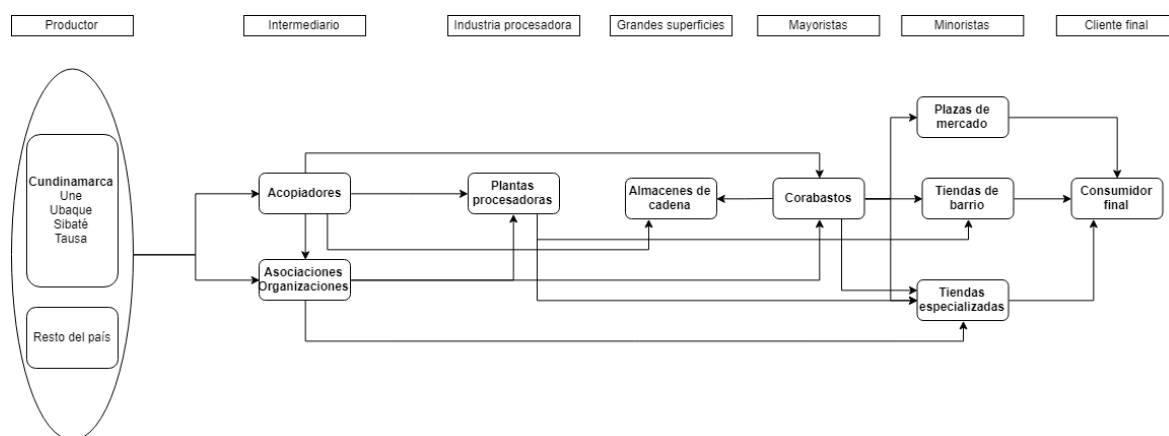 Productor
Intermediario
Industria procesadora
Grandes superficies
Mayoristas
Minoristas
Cliente final
Cundinamarca
Une
Ubaque
Sibaté
Tausa
Resto del país
Acopiadores
Asociaciones
Organizaciones
Plantas
procesadoras
Almacenes de
cadena
Corabastos
Plazas de
mercado
Tiendas de
barrio
Tiendas
especializadas
Consumidor
final